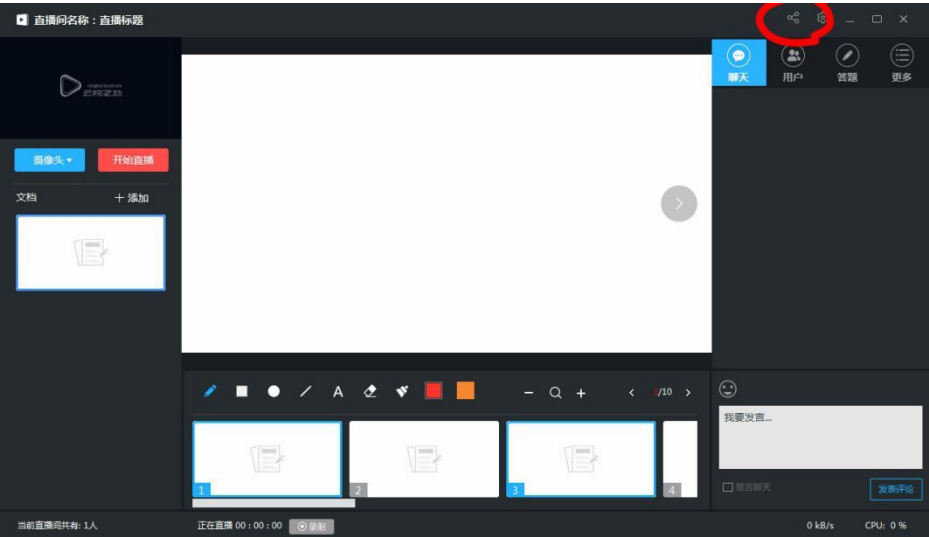 直播间名称：直播标题
聊天
用户
答题
更多
摄像头
开始直播
文档
＋ 添加
A
/10
1
2
3
4
我要发言...
禁言聊天
发表评论
当前直播间共有: 1人
正在直播 00 : 00 : 00
录制
0 kB/s
CPU: 0 %